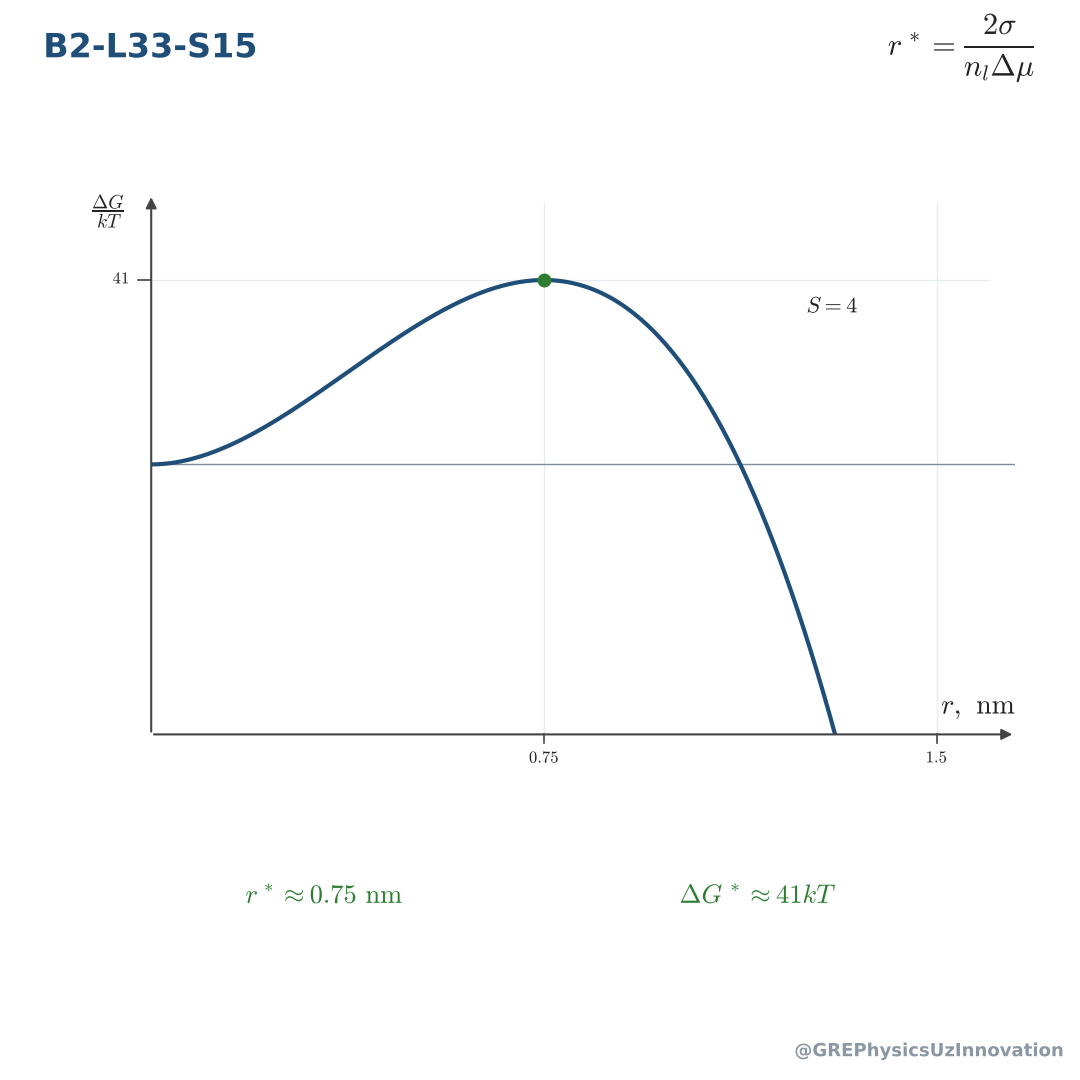 B2-L33-S15
r* = 2σ / n_l Δμ
ΔG / kT
41
S = 4
r, nm
0.75
1.5
r* ≈ 0.75 nm
ΔG* ≈ 41kT
@GREPhysicsUzInnovation